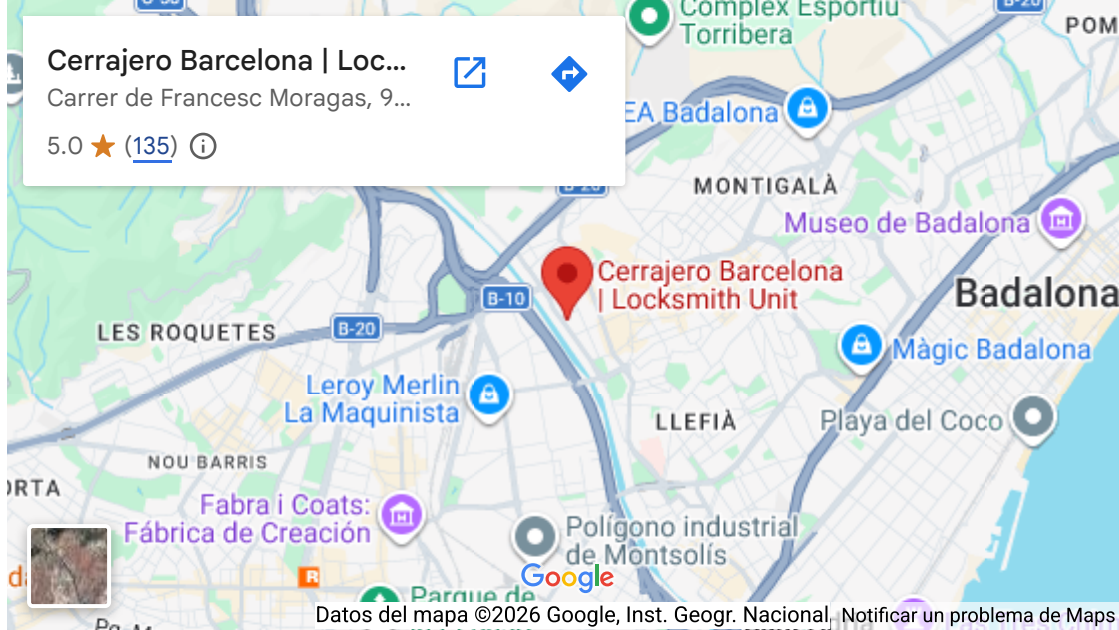 C-58
B-20
Complex Esportiu
Torribera
Cerrajero Barcelona | Loc...
Carrer de Francesc Moragas, 9...
5.0 (135)
EA Badalona
B-20
MONTIGALÀ
Museo de Badalona
Cerrajero Barcelona
| Locksmith Unit
Badalona
B-10
B-20
LES ROQUETES
Màgic Badalona
Leroy Merlin
La Maquinista
LLEFIÀ
Playa del Coco
NOU BARRIS
ORTA
Fabra i Coats:
Fábrica de Creación
Polígono industrial
de Montsolís
Google
R
Parque de
Datos del mapa ©2026 Google, Inst. Geogr. Nacional
Notificar un problema de Maps